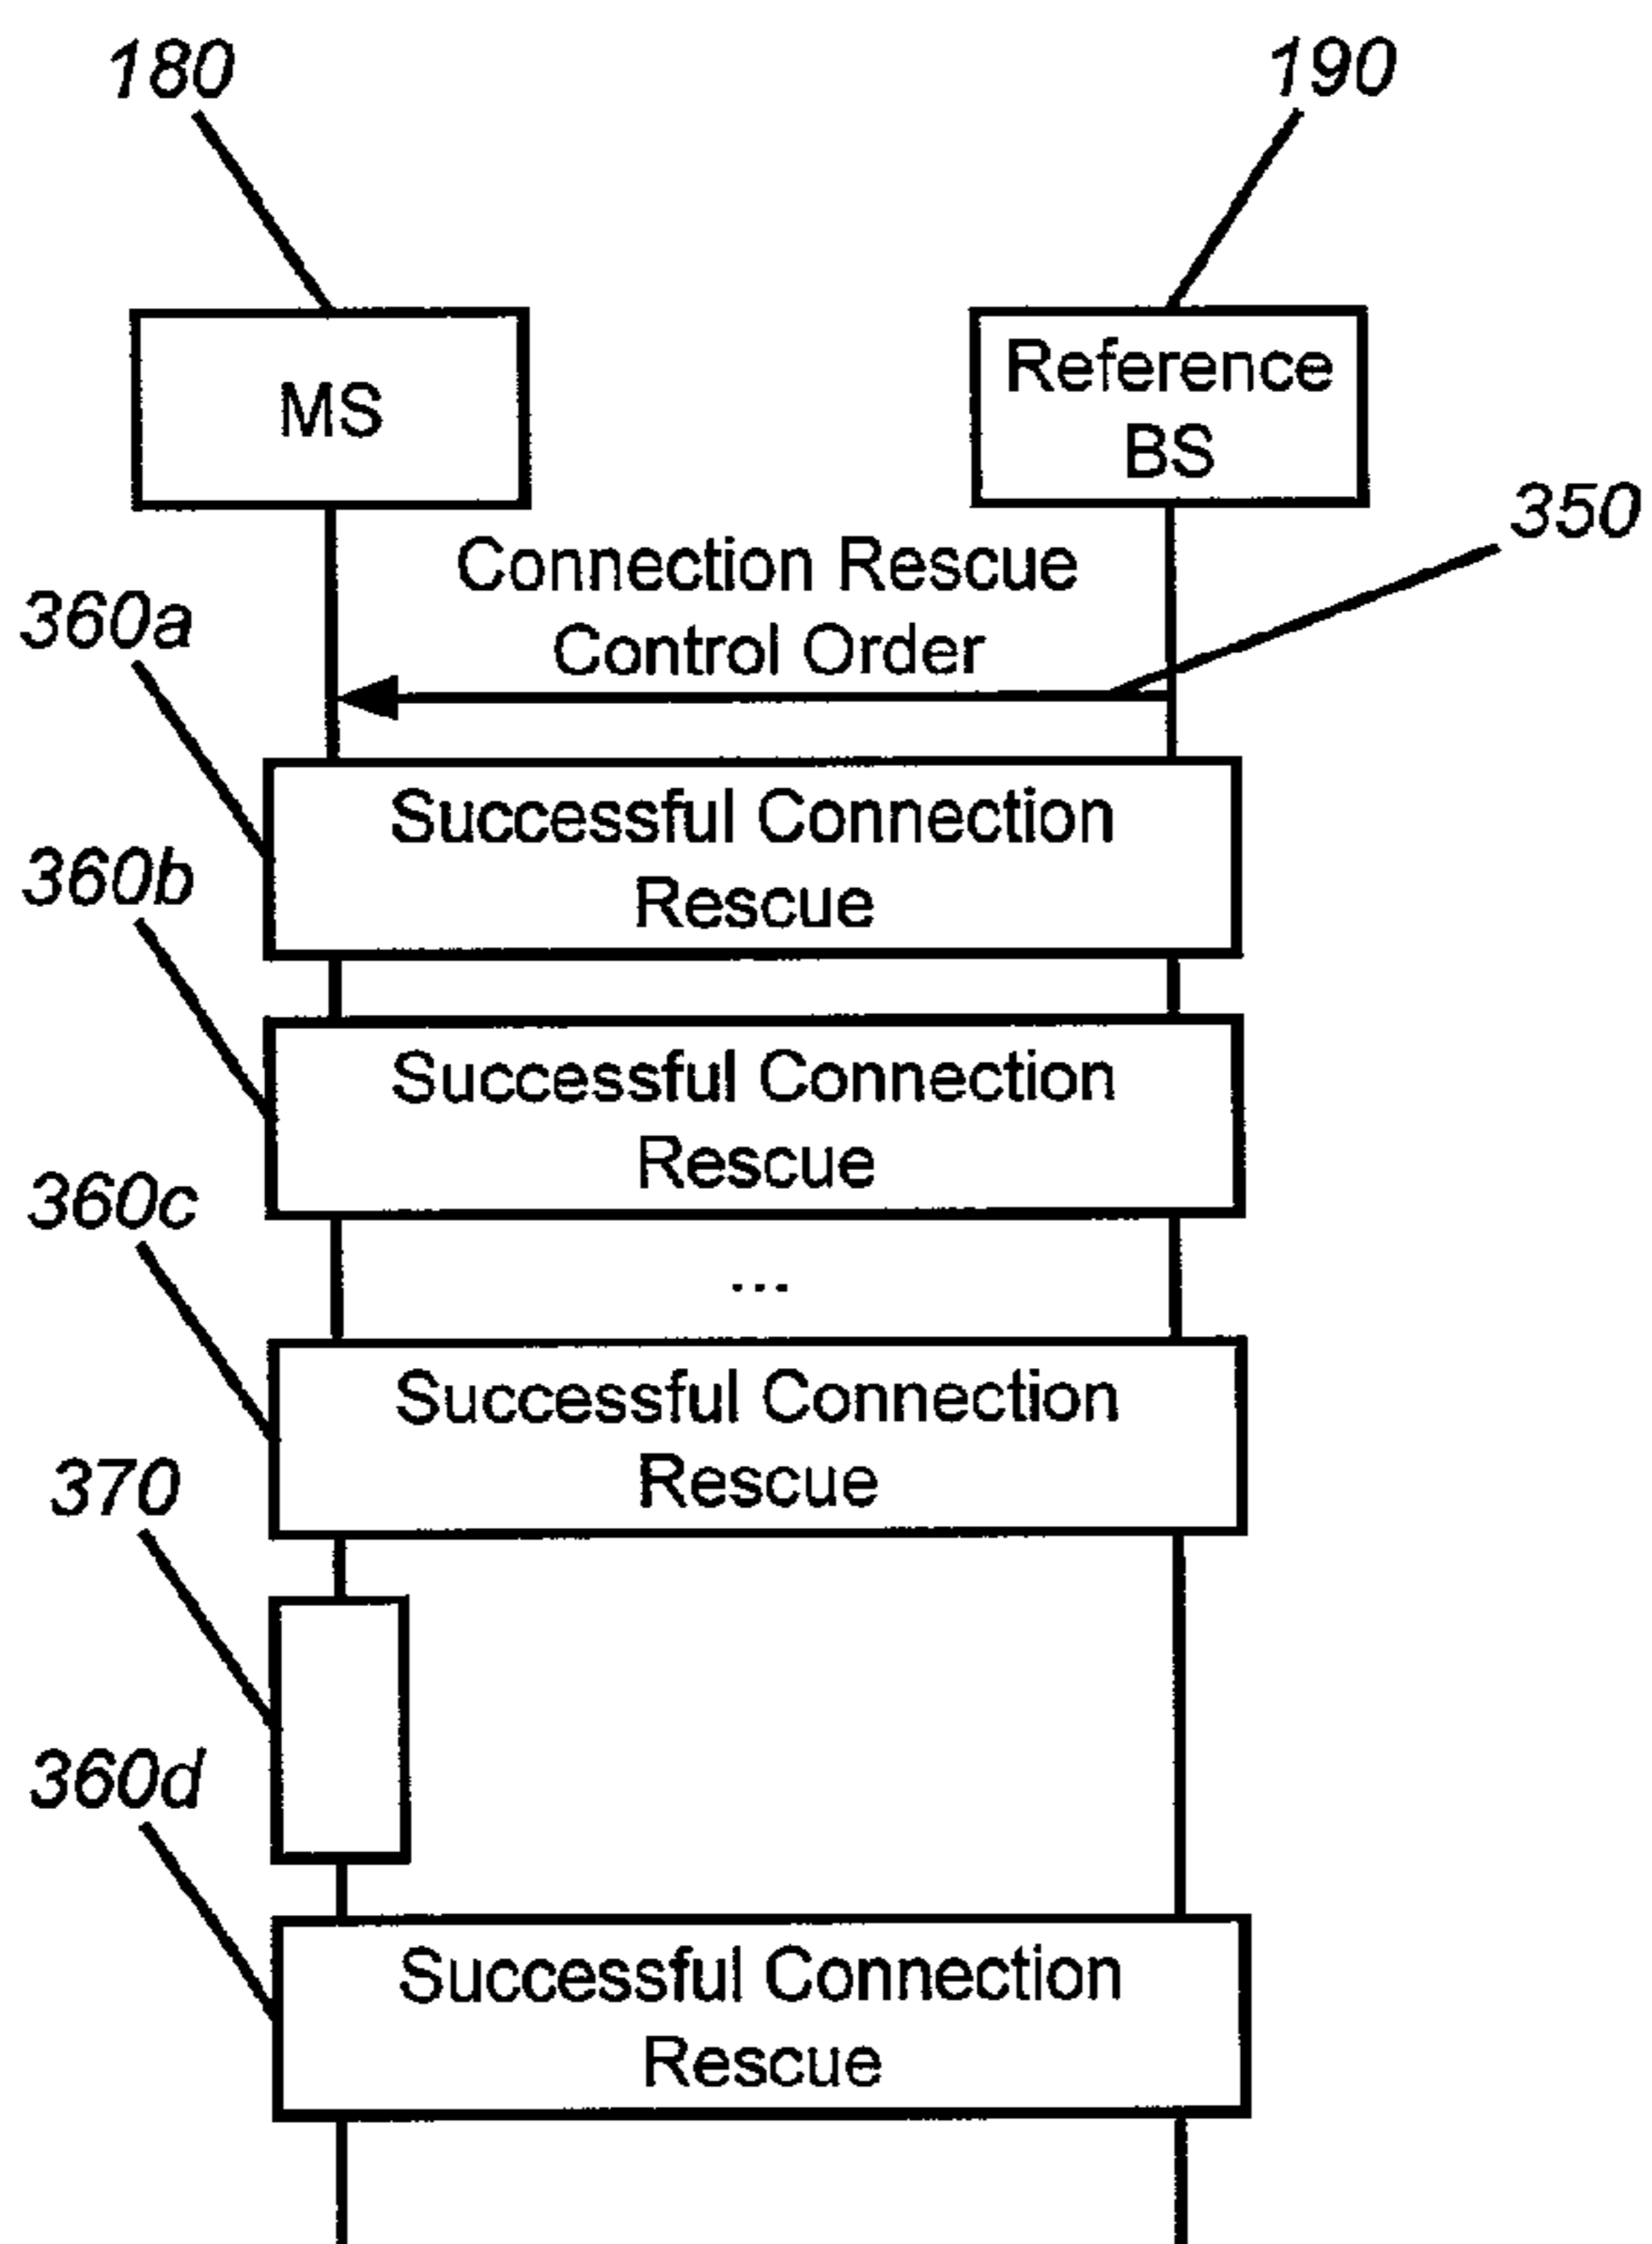 180
190
MS
Reference
BS
350
Connection Rescue
Control Order
360a
Successful Connection
Rescue
360b
Successful Connection
Rescue
360c
...
Successful Connection
Rescue
370
360d
Successful Connection
Rescue